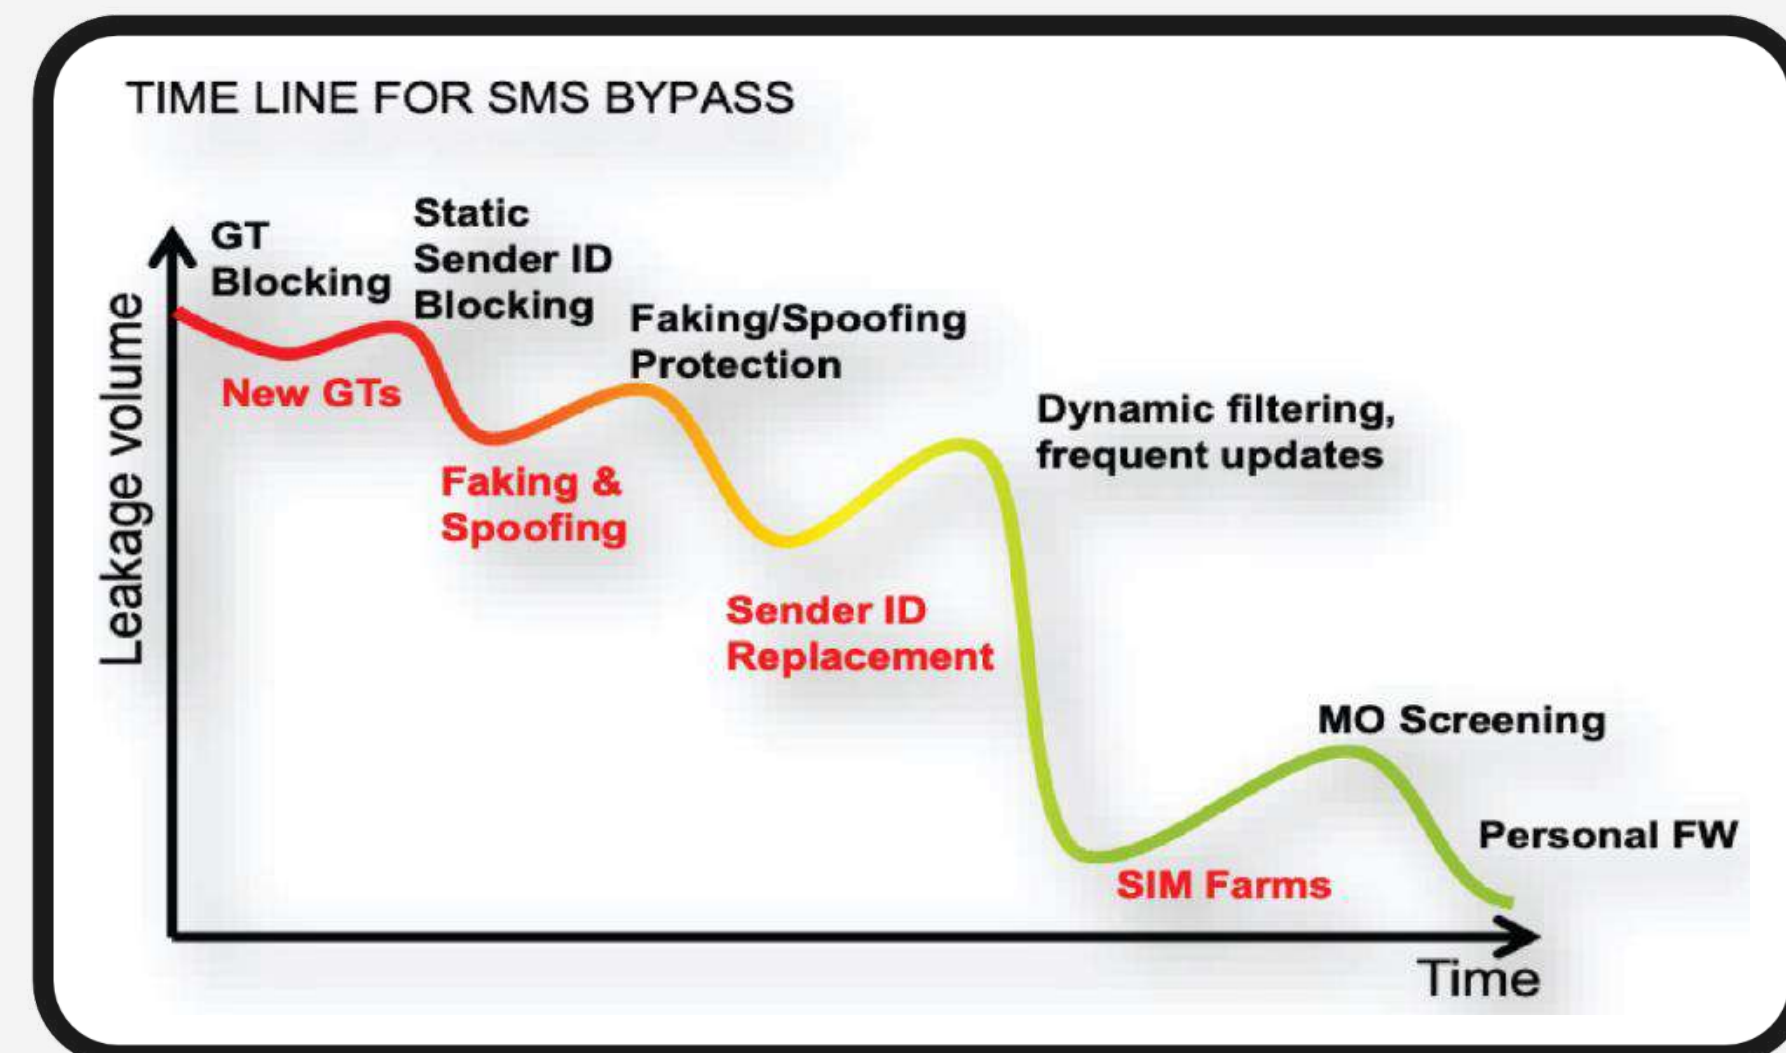 TIME LINE FOR SMS BYPASS
GT
Blocking
Static
Sender ID
Blocking
Faking/Spoofing
Protection
Dynamic filtering,
frequent updates
MO Screening
Personal FW
New GTs
Faking &
Spoofing
Sender ID
Replacement
SIM Farms
Leakage volume
Time